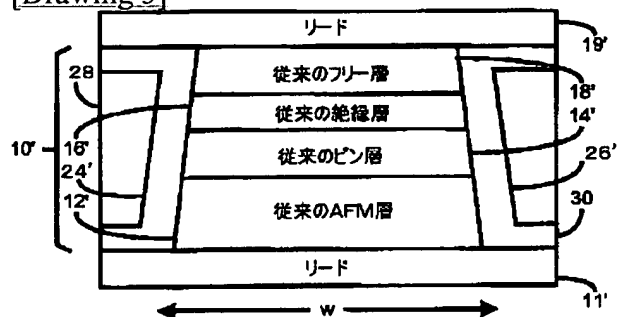 [Drawing 3]
リード
19'
28
従来のフリー層
18'
従来の絶縁層
14'
10'
16'
従来のピン層
26'
24'
12'
従来のAFM層
30
リード
11'
W